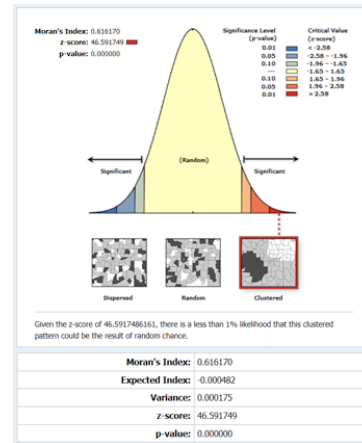 Moran's Index: 0.616170
z-score: 46.591749
p-value: 0.000000
Significance Level
(p-value)
0.01
0.05
0.10
...
0.10
0.05
0.01
Critical Value
(z-score)
< -2.58
-2.58 – -1.96
-1.96 – -1.65
-1.65 – 1.65
1.65 – 1.96
1.96 – 2.58
> 2.58
Significant
(Random)
Significant
Dispersed
Random
Clustered
Given the z-score of 46.5917486161, there is a less than 1% likelihood that this clustered
pattern could be the result of random chance.
Moran's Index: 0.616170
Expected Index: -0.000482
Variance: 0.000175
z-score: 46.591749
p-value: 0.000000